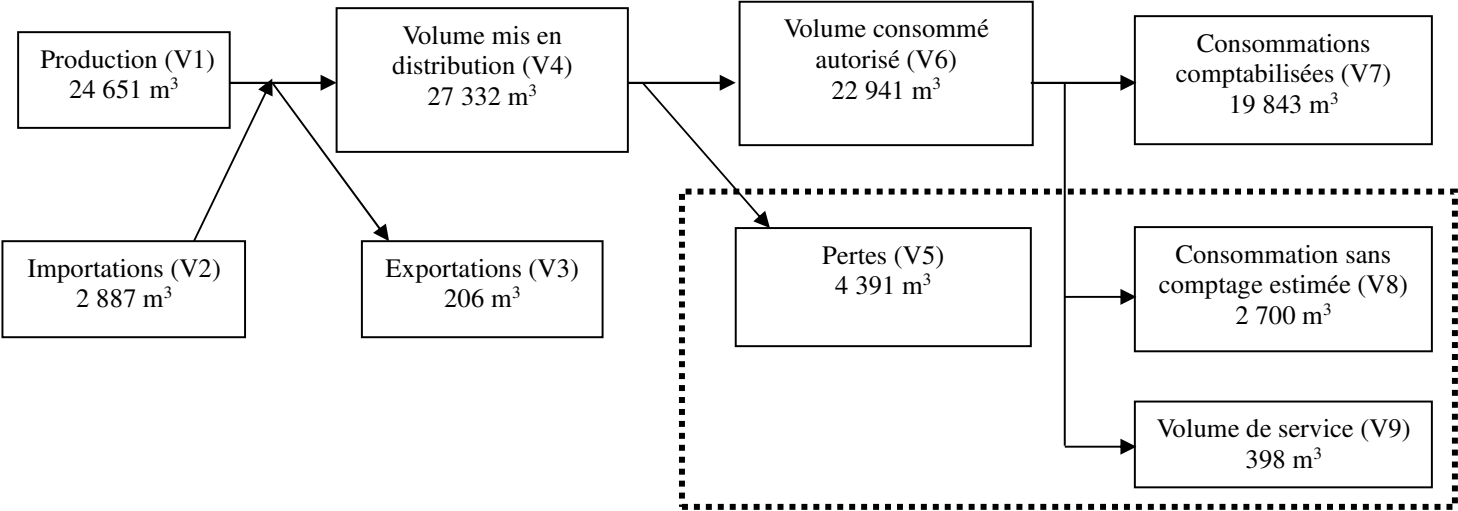 Production (V1)
24 651 m³
Volume mis en
distribution (V4)
27 332 m³
Volume consommé
autorisé (V6)
22 941 m³
Consommations
comptabilisées (V7)
19 843 m³
Importations (V2)
2 887 m³
Exportations (V3)
206 m³
Pertes (V5)
4 391 m³
Consommation sans
comptage estimée (V8)
2 700 m³
Volume de service (V9)
398 m³